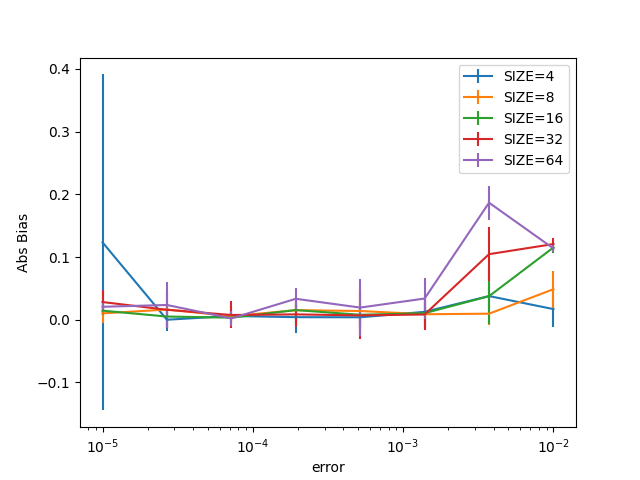 0.4
0.3
0.2
0.1
0.0
−0.1
Abs Bias
10⁻⁵
10⁻⁴
10⁻³
10⁻²
error
SIZE=4
SIZE=8
SIZE=16
SIZE=32
SIZE=64